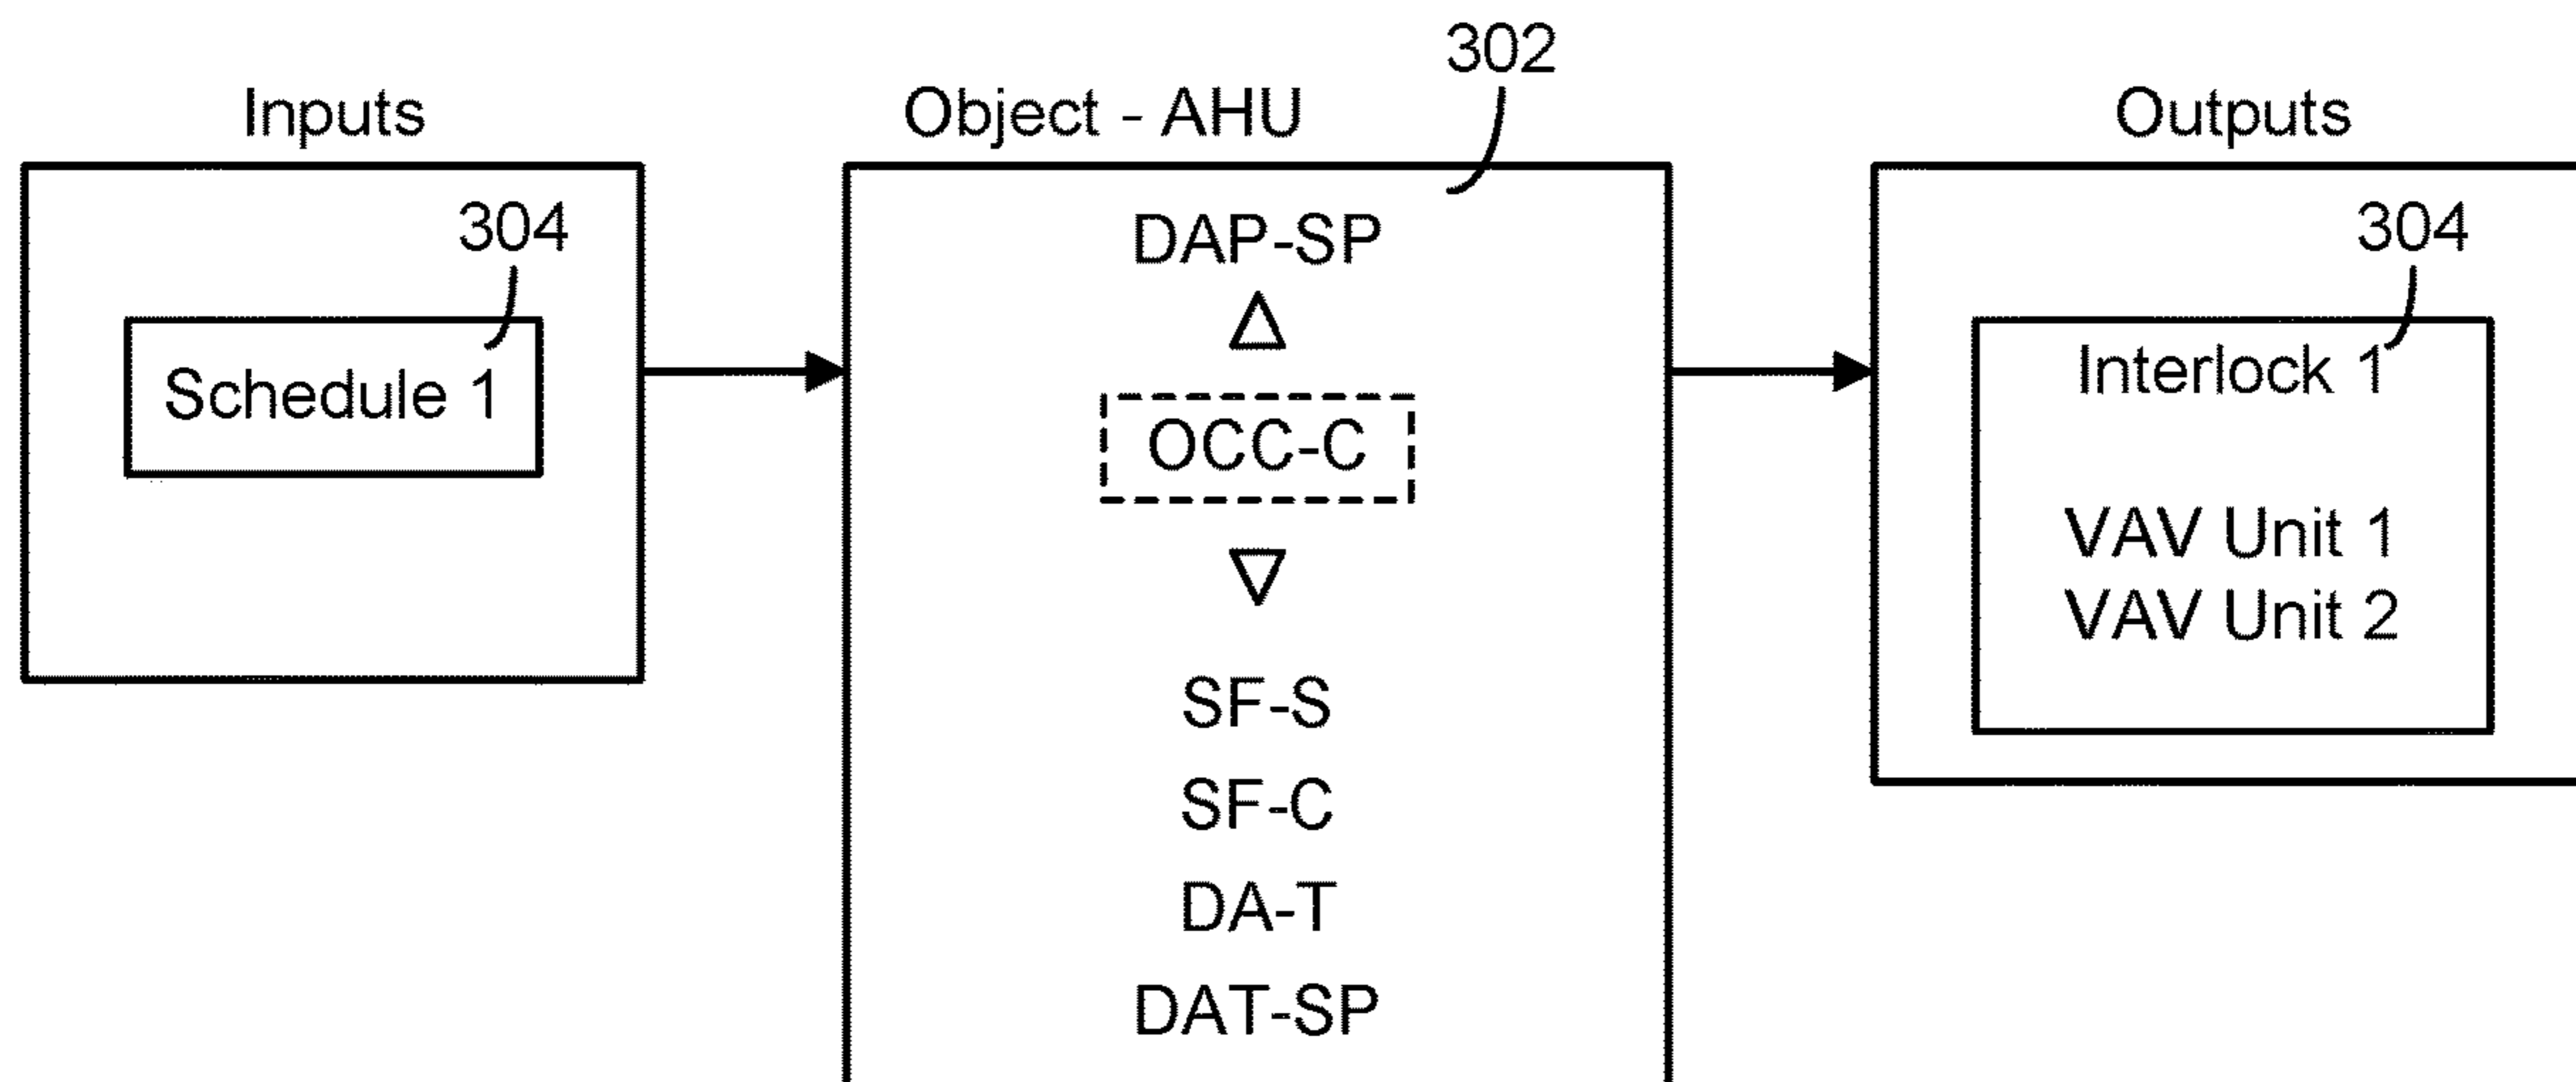 302
Inputs
Object - AHU
Outputs
304
Schedule 1
DAP-SP
OCC-C
SF-S
SF-C
DA-T
DAT-SP
304
Interlock 1
VAV Unit 1
VAV Unit 2